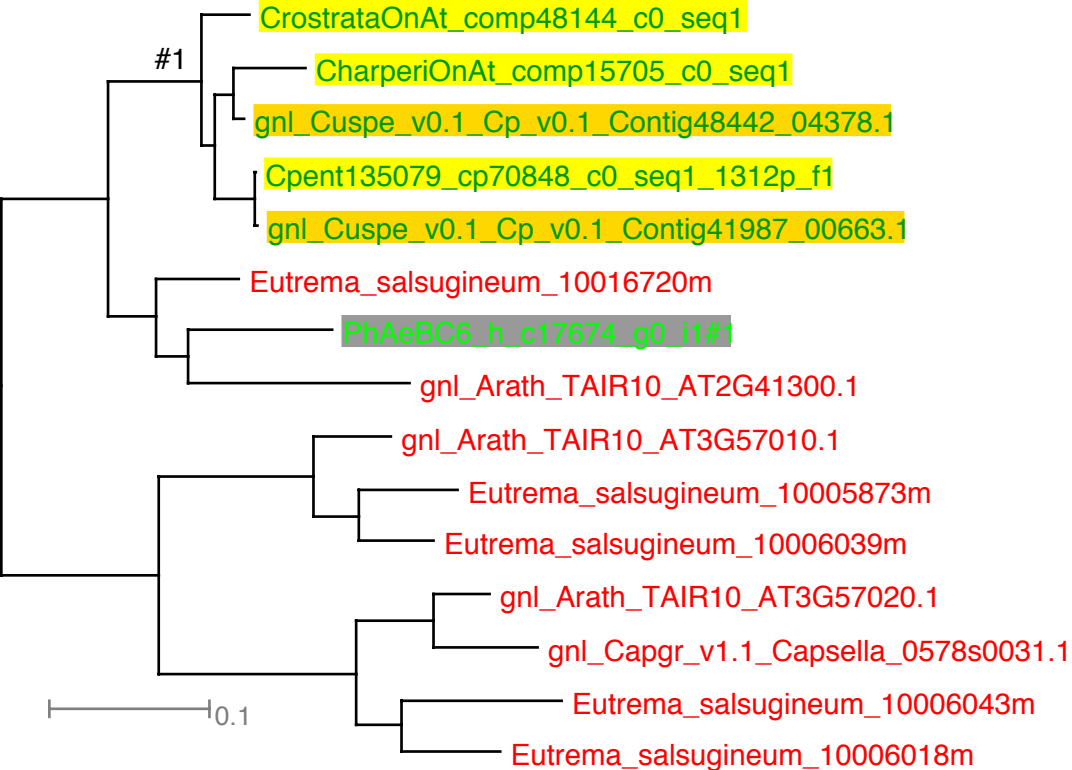 CrostrataOnAt_comp48144_c0_seq1
#1
CharperiOnAt_comp15705_c0_seq1
gnl_Cuspe_v0.1_Cp_v0.1_Contig48442_04378.1
Cpent135079_cp70848_c0_seq1_1312p_f1
gnl_Cuspe_v0.1_Cp_v0.1_Contig41987_00663.1
Eutrema_salsugineum_10016720m
PhAeBC6_h_c17674_g0_i1#1
gnl_Arath_TAIR10_AT2G41300.1
gnl_Arath_TAIR10_AT3G57010.1
Eutrema_salsugineum_10005873m
Eutrema_salsugineum_10006039m
gnl_Arath_TAIR10_AT3G57020.1
gnl_Capgr_v1.1_Capsella_0578s0031.1
Eutrema_salsugineum_10006043m
0.1
Eutrema_salsugineum_10006018m